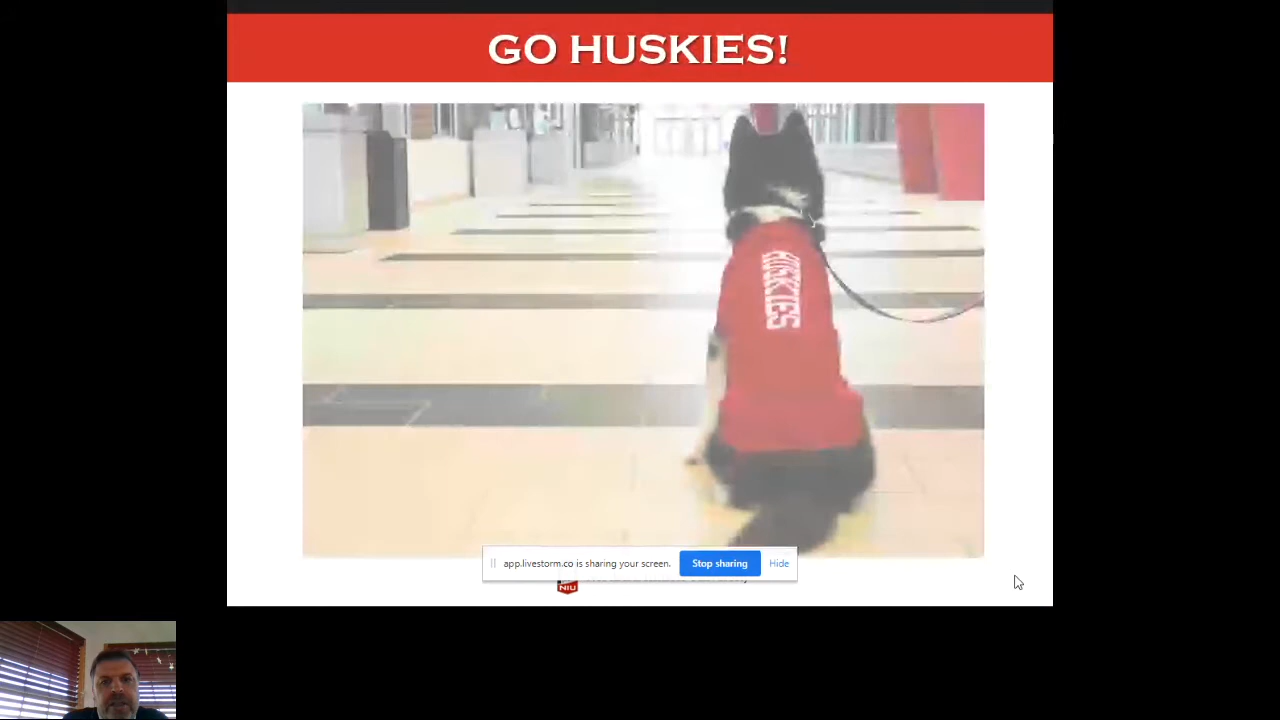 GO HUSKIES!
HUSKIES
app.livestorm.co is sharing your screen.
Stop sharing
Hide
NIU